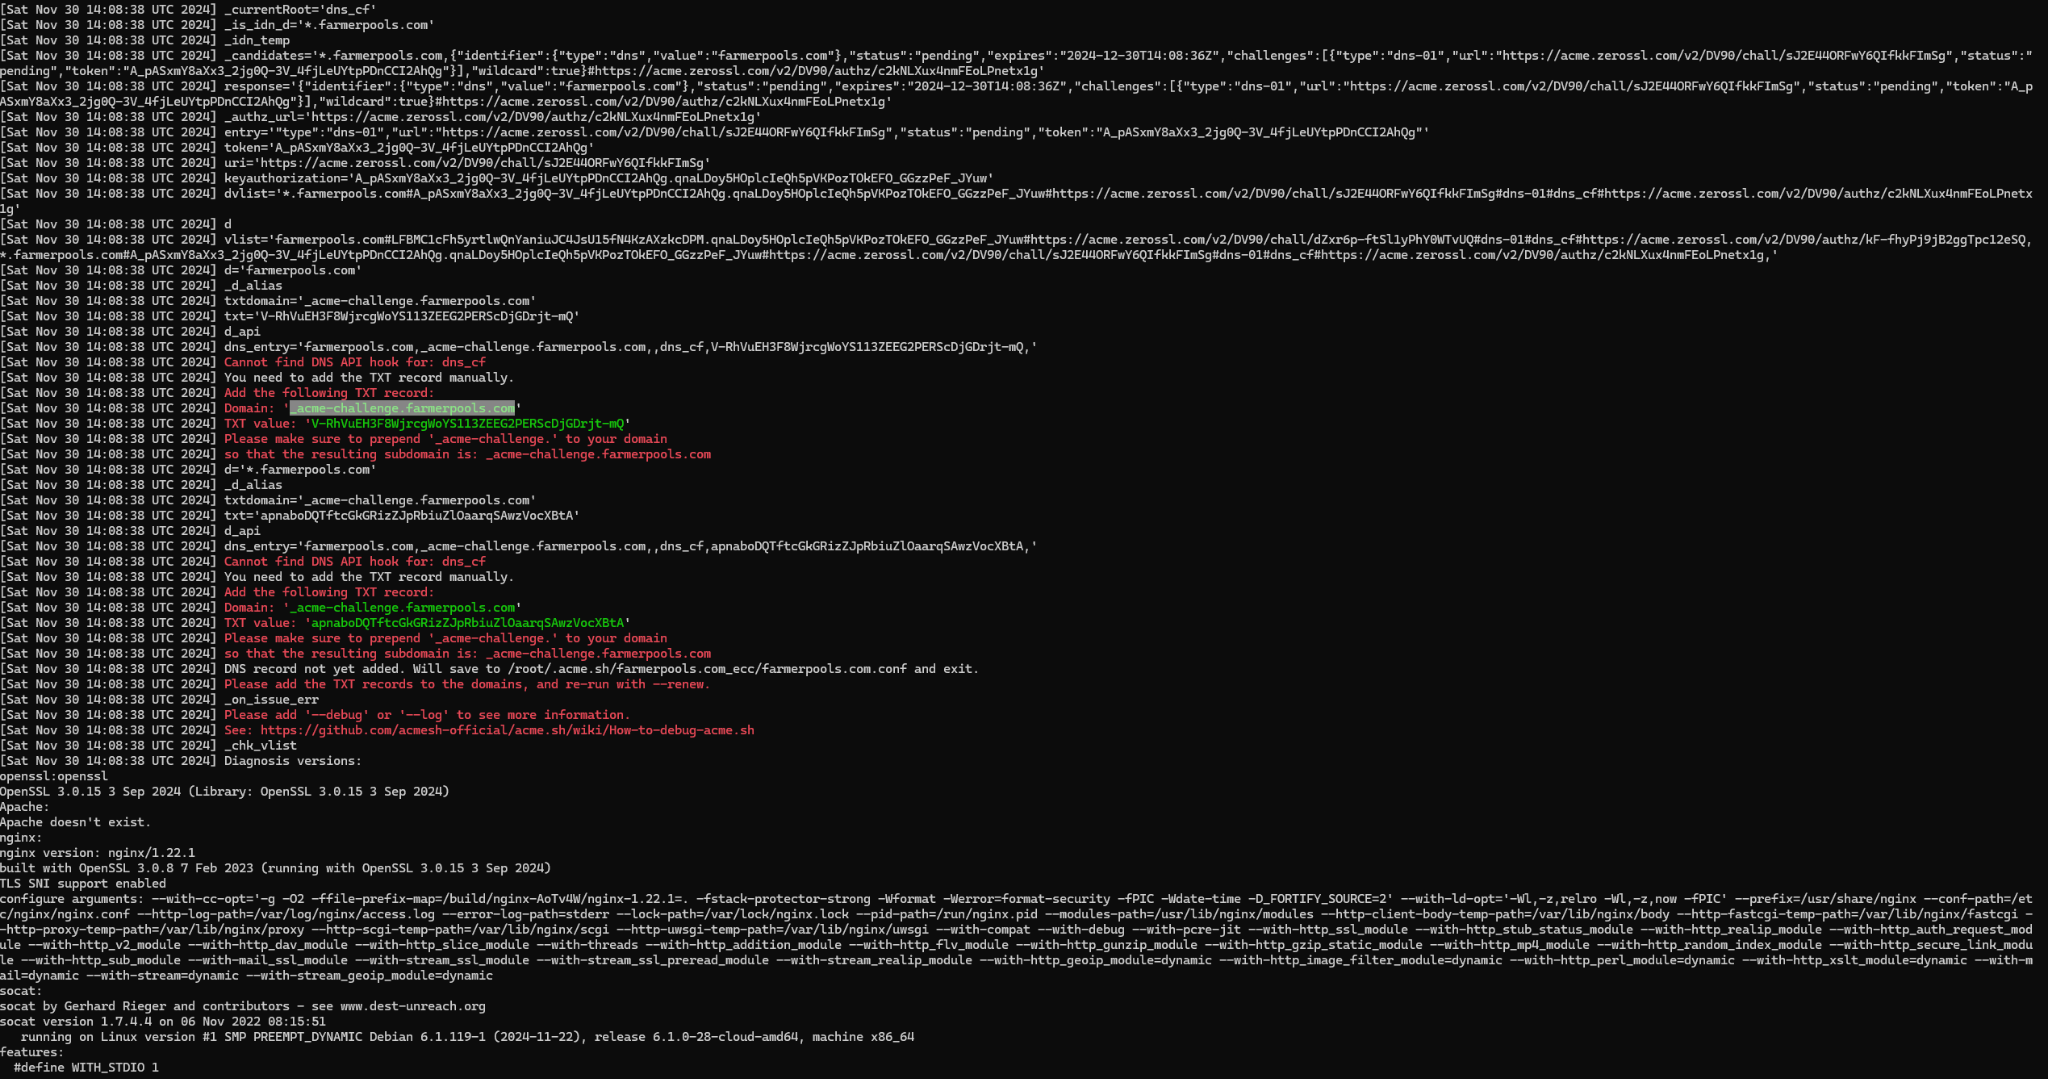 [Sat Nov 30 14:08:38 UTC 2024] _currentRoot='dns_cf'
[Sat Nov 30 14:08:38 UTC 2024] _is_idn_d='*.farmerpools.com'
[Sat Nov 30 14:08:38 UTC 2024] _idn_temp
[Sat Nov 30 14:08:38 UTC 2024] _candidates='*.farmerpools.com,{"identifier":{"type":"dns","value":"farmerpools.com"},"status":"pending","expires":"2024-12-30T14:08:36Z","challenges":[{"type":"dns-01","url":"https://acme.zerossl.com/v2/DV90/chall/sJ2E44ORFwY6QIfkkFImSg","status":"
pending","token":"A_pASxmY8aXx3_2jg0Q-3V_4fjLeUYtpPDnCCI2AhQg"}],"wildcard":true}#https://acme.zerossl.com/v2/DV90/authz/c2kNLXux4nmFEoLPnetx1g'
[Sat Nov 30 14:08:38 UTC 2024] response='{"identifier":{"type":"dns","value":"farmerpools.com"},"status":"pending","expires":"2024-12-30T14:08:36Z","challenges":[{"type":"dns-01","url":"https://acme.zerossl.com/v2/DV90/chall/sJ2E44ORFwY6QIfkkFImSg","status":"pending","token":"A_p
ASxmY8aXx3_2jg0Q-3V_4fjLeUYtpPDnCCI2AhQg"}],"wildcard":true}#https://acme.zerossl.com/v2/DV90/authz/c2kNLXux4nmFEoLPnetx1g'
[Sat Nov 30 14:08:38 UTC 2024] _authz_url='https://acme.zerossl.com/v2/DV90/authz/c2kNLXux4nmFEoLPnetx1g'
[Sat Nov 30 14:08:38 UTC 2024] entry='"type":"dns-01","url":"https://acme.zerossl.com/v2/DV90/chall/sJ2E44ORFwY6QIfkkFImSg","status":"pending","token":"A_pASxmY8aXx3_2jg0Q-3V_4fjLeUYtpPDnCCI2AhQg"'
[Sat Nov 30 14:08:38 UTC 2024] token='A_pASxmY8aXx3_2jg0Q-3V_4fjLeUYtpPDnCCI2AhQg'
[Sat Nov 30 14:08:38 UTC 2024] uri='https://acme.zerossl.com/v2/DV90/chall/sJ2E44ORFwY6QIfkkFImSg'
[Sat Nov 30 14:08:38 UTC 2024] keyauthorization='A_pASxmY8aXx3_2jg0Q-3V_4fjLeUYtpPDnCCI2AhQg.qnaLDoy5HOplcIeQh5pVKPozTOkEFO_GGzzPeF_JYuw'
[Sat Nov 30 14:08:38 UTC 2024] dvlist='*.farmerpools.com#A_pASxmY8aXx3_2jg0Q-3V_4fjLeUYtpPDnCCI2AhQg.qnaLDoy5HOplcIeQh5pVKPozTOkEFO_GGzzPeF_JYuw#https://acme.zerossl.com/v2/DV90/chall/sJ2E44ORFwY6QIfkkFImSg#dns-01#dns_cf#https://acme.zerossl.com/v2/DV90/authz/c2kNLXux4nmFEoLPnetx
1g'
[Sat Nov 30 14:08:38 UTC 2024] d
[Sat Nov 30 14:08:38 UTC 2024] vlist='farmerpools.com#LFBMC1cFh5yrtlwQnYaniuJC4JsU15fN4KzAXzkcDPM.qnaLDoy5HOplcIeQh5pVKPozTOkEFO_GGzzPeF_JYuw#https://acme.zerossl.com/v2/DV90/chall/dZxr6p-ftSl1yPhY0WTvUQ#dns-01#dns_cf#https://acme.zerossl.com/v2/DV90/authz/kF-fhyPj9jB2ggTpc12eSQ,
*.farmerpools.com#A_pASxmY8aXx3_2jg0Q-3V_4fjLeUYtpPDnCCI2AhQg.qnaLDoy5HOplcIeQh5pVKPozTOkEFO_GGzzPeF_JYuw#https://acme.zerossl.com/v2/DV90/chall/sJ2E44ORFwY6QIfkkFImSg#dns-01#dns_cf#https://acme.zerossl.com/v2/DV90/authz/c2kNLXux4nmFEoLPnetx1g,'
[Sat Nov 30 14:08:38 UTC 2024] d='farmerpools.com'
[Sat Nov 30 14:08:38 UTC 2024] _d_alias
[Sat Nov 30 14:08:38 UTC 2024] txtdomain='_acme-challenge.farmerpools.com'
[Sat Nov 30 14:08:38 UTC 2024] txt='V-RhVuEH3F8WjrcgWoYS113ZEEG2PERScDjGDrjt-mQ'
[Sat Nov 30 14:08:38 UTC 2024] d_api
[Sat Nov 30 14:08:38 UTC 2024] dns_entry='farmerpools.com,_acme-challenge.farmerpools.com,,dns_cf,V-RhVuEH3F8WjrcgWoYS113ZEEG2PERScDjGDrjt-mQ,'
[Sat Nov 30 14:08:38 UTC 2024] Cannot find DNS API hook for: dns_cf
[Sat Nov 30 14:08:38 UTC 2024] You need to add the TXT record manually.
[Sat Nov 30 14:08:38 UTC 2024] Add the following TXT record:
[Sat Nov 30 14:08:38 UTC 2024] Domain: '_acme-challenge.farmerpools.com'
[Sat Nov 30 14:08:38 UTC 2024] TXT value: 'V-RhVuEH3F8WjrcgWoYS113ZEEG2PERScDjGDrjt-mQ'
[Sat Nov 30 14:08:38 UTC 2024] Please make sure to prepend '_acme-challenge.' to your domain
[Sat Nov 30 14:08:38 UTC 2024] so that the resulting subdomain is: _acme-challenge.farmerpools.com
[Sat Nov 30 14:08:38 UTC 2024] d='*.farmerpools.com'
[Sat Nov 30 14:08:38 UTC 2024] _d_alias
[Sat Nov 30 14:08:38 UTC 2024] txtdomain='_acme-challenge.farmerpools.com'
[Sat Nov 30 14:08:38 UTC 2024] txt='apnaboDQTftcGkGRizZJpRbiuZlOaarqSAwzVocXBtA'
[Sat Nov 30 14:08:38 UTC 2024] d_api
[Sat Nov 30 14:08:38 UTC 2024] dns_entry='farmerpools.com,_acme-challenge.farmerpools.com,,dns_cf,apnaboDQTftcGkGRizZJpRbiuZlOaarqSAwzVocXBtA,'
[Sat Nov 30 14:08:38 UTC 2024] Cannot find DNS API hook for: dns_cf
[Sat Nov 30 14:08:38 UTC 2024] You need to add the TXT record manually.
[Sat Nov 30 14:08:38 UTC 2024] Add the following TXT record:
[Sat Nov 30 14:08:38 UTC 2024] Domain: '_acme-challenge.farmerpools.com'
[Sat Nov 30 14:08:38 UTC 2024] TXT value: 'apnaboDQTftcGkGRizZJpRbiuZlOaarqSAwzVocXBtA'
[Sat Nov 30 14:08:38 UTC 2024] Please make sure to prepend '_acme-challenge.' to your domain
[Sat Nov 30 14:08:38 UTC 2024] so that the resulting subdomain is: _acme-challenge.farmerpools.com
[Sat Nov 30 14:08:38 UTC 2024] DNS record not yet added. Will save to /root/.acme.sh/farmerpools.com_ecc/farmerpools.com.conf and exit.
[Sat Nov 30 14:08:38 UTC 2024] Please add the TXT records to the domains, and re-run with --renew.
[Sat Nov 30 14:08:38 UTC 2024] _on_issue_err
[Sat Nov 30 14:08:38 UTC 2024] Please add '--debug' or '--log' to see more information.
[Sat Nov 30 14:08:38 UTC 2024] See: https://github.com/acmesh-official/acme.sh/wiki/How-to-debug-acme.sh
[Sat Nov 30 14:08:38 UTC 2024] _chk_vlist
[Sat Nov 30 14:08:38 UTC 2024] Diagnosis versions:
openssl:openssl
OpenSSL 3.0.15 3 Sep 2024 (Library: OpenSSL 3.0.15 3 Sep 2024)
Apache:
Apache doesn't exist.
nginx:
nginx version: nginx/1.22.1
built with OpenSSL 3.0.8 7 Feb 2023 (running with OpenSSL 3.0.15 3 Sep 2024)
TLS SNI support enabled
configure arguments: --with-cc-opt='-g -O2 -ffile-prefix-map=/build/nginx-AoTv4W/nginx-1.22.1=. -fstack-protector-strong -Wformat -Werror=format-security -fPIC -Wdate-time -D_FORTIFY_SOURCE=2' --with-ld-opt='-Wl,-z,relro -Wl,-z,now -fPIC' --prefix=/usr/share/nginx --conf-path=/et
c/nginx/nginx.conf --http-log-path=/var/log/nginx/access.log --error-log-path=stderr --lock-path=/var/lock/nginx.lock --pid-path=/run/nginx.pid --modules-path=/usr/lib/nginx/modules --http-client-body-temp-path=/var/lib/nginx/body --http-fastcgi-temp-path=/var/lib/nginx/fastcgi -
-http-proxy-temp-path=/var/lib/nginx/proxy --http-scgi-temp-path=/var/lib/nginx/scgi --http-uwsgi-temp-path=/var/lib/nginx/uwsgi --with-compat --with-debug --with-pcre-jit --with-http_ssl_module --with-http_stub_status_module --with-http_realip_module --with-http_auth_request_mod
ule --with-http_v2_module --with-http_dav_module --with-http_slice_module --with-threads --with-http_addition_module --with-http_flv_module --with-http_gunzip_module --with-http_gzip_static_module --with-http_mp4_module --with-http_random_index_module --with-http_secure_link_modu
le --with-http_sub_module --with-mail_ssl_module --with-stream_ssl_module --with-stream_ssl_preread_module --with-stream_realip_module --with-http_geoip_module=dynamic --with-http_image_filter_module=dynamic --with-http_perl_module=dynamic --with-http_xslt_module=dynamic --with-m
ail=dynamic --with-stream=dynamic --with-stream_geoip_module=dynamic
socat:
socat by Gerhard Rieger and contributors - see www.dest-unreach.org
socat version 1.7.4.4 on 06 Nov 2022 08:15:51
   running on Linux version #1 SMP PREEMPT_DYNAMIC Debian 6.1.119-1 (2024-11-22), release 6.1.0-28-cloud-amd64, machine x86_64
features:
  #define WITH_STDIO 1